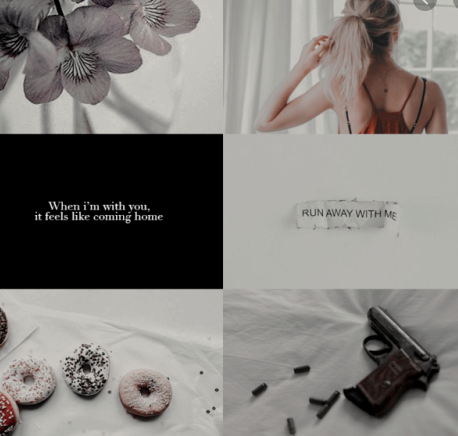 When i'm with you,
it feels like coming home
RUN AWAY WITH ME